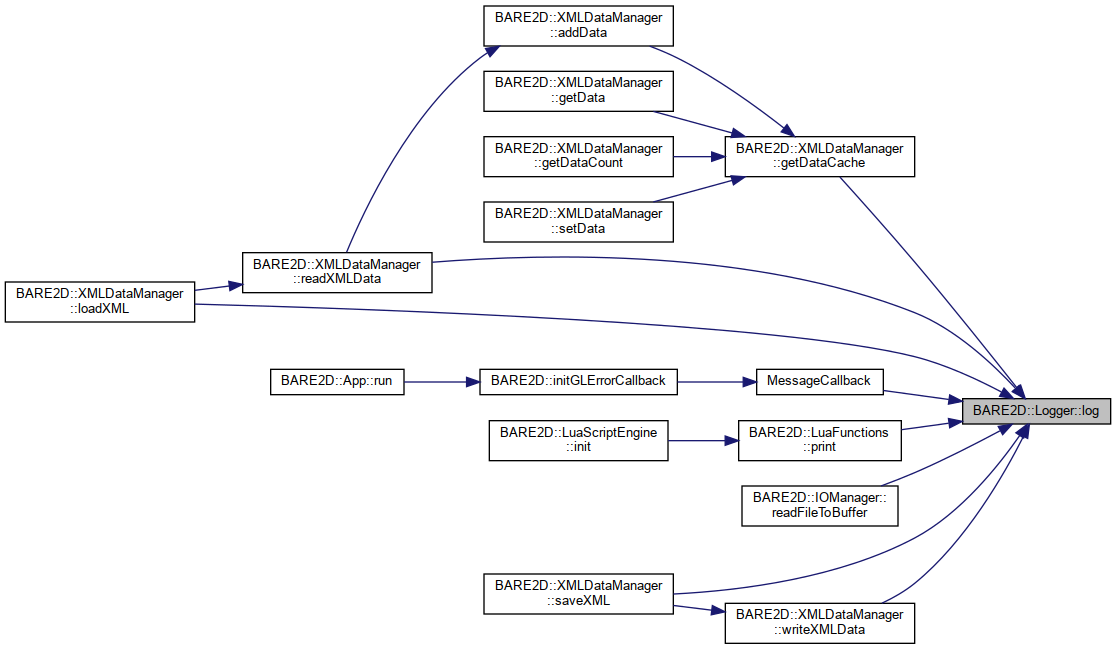 BARE2D::XMLDataManager
::addData
BARE2D::XMLDataManager
::getData
BARE2D::XMLDataManager
::getDataCount
BARE2D::XMLDataManager
::getDataCache
BARE2D::XMLDataManager
::setData
BARE2D::XMLDataManager
::readXMLData
BARE2D::XMLDataManager
::loadXML
BARE2D::App::run
BARE2D::initGLErrorCallback
MessageCallback
BARE2D::Logger::log
BARE2D::LuaScriptEngine
::init
BARE2D::LuaFunctions
::print
BARE2D::IOManager::
readFileToBuffer
BARE2D::XMLDataManager
::saveXML
BARE2D::XMLDataManager
::writeXMLData